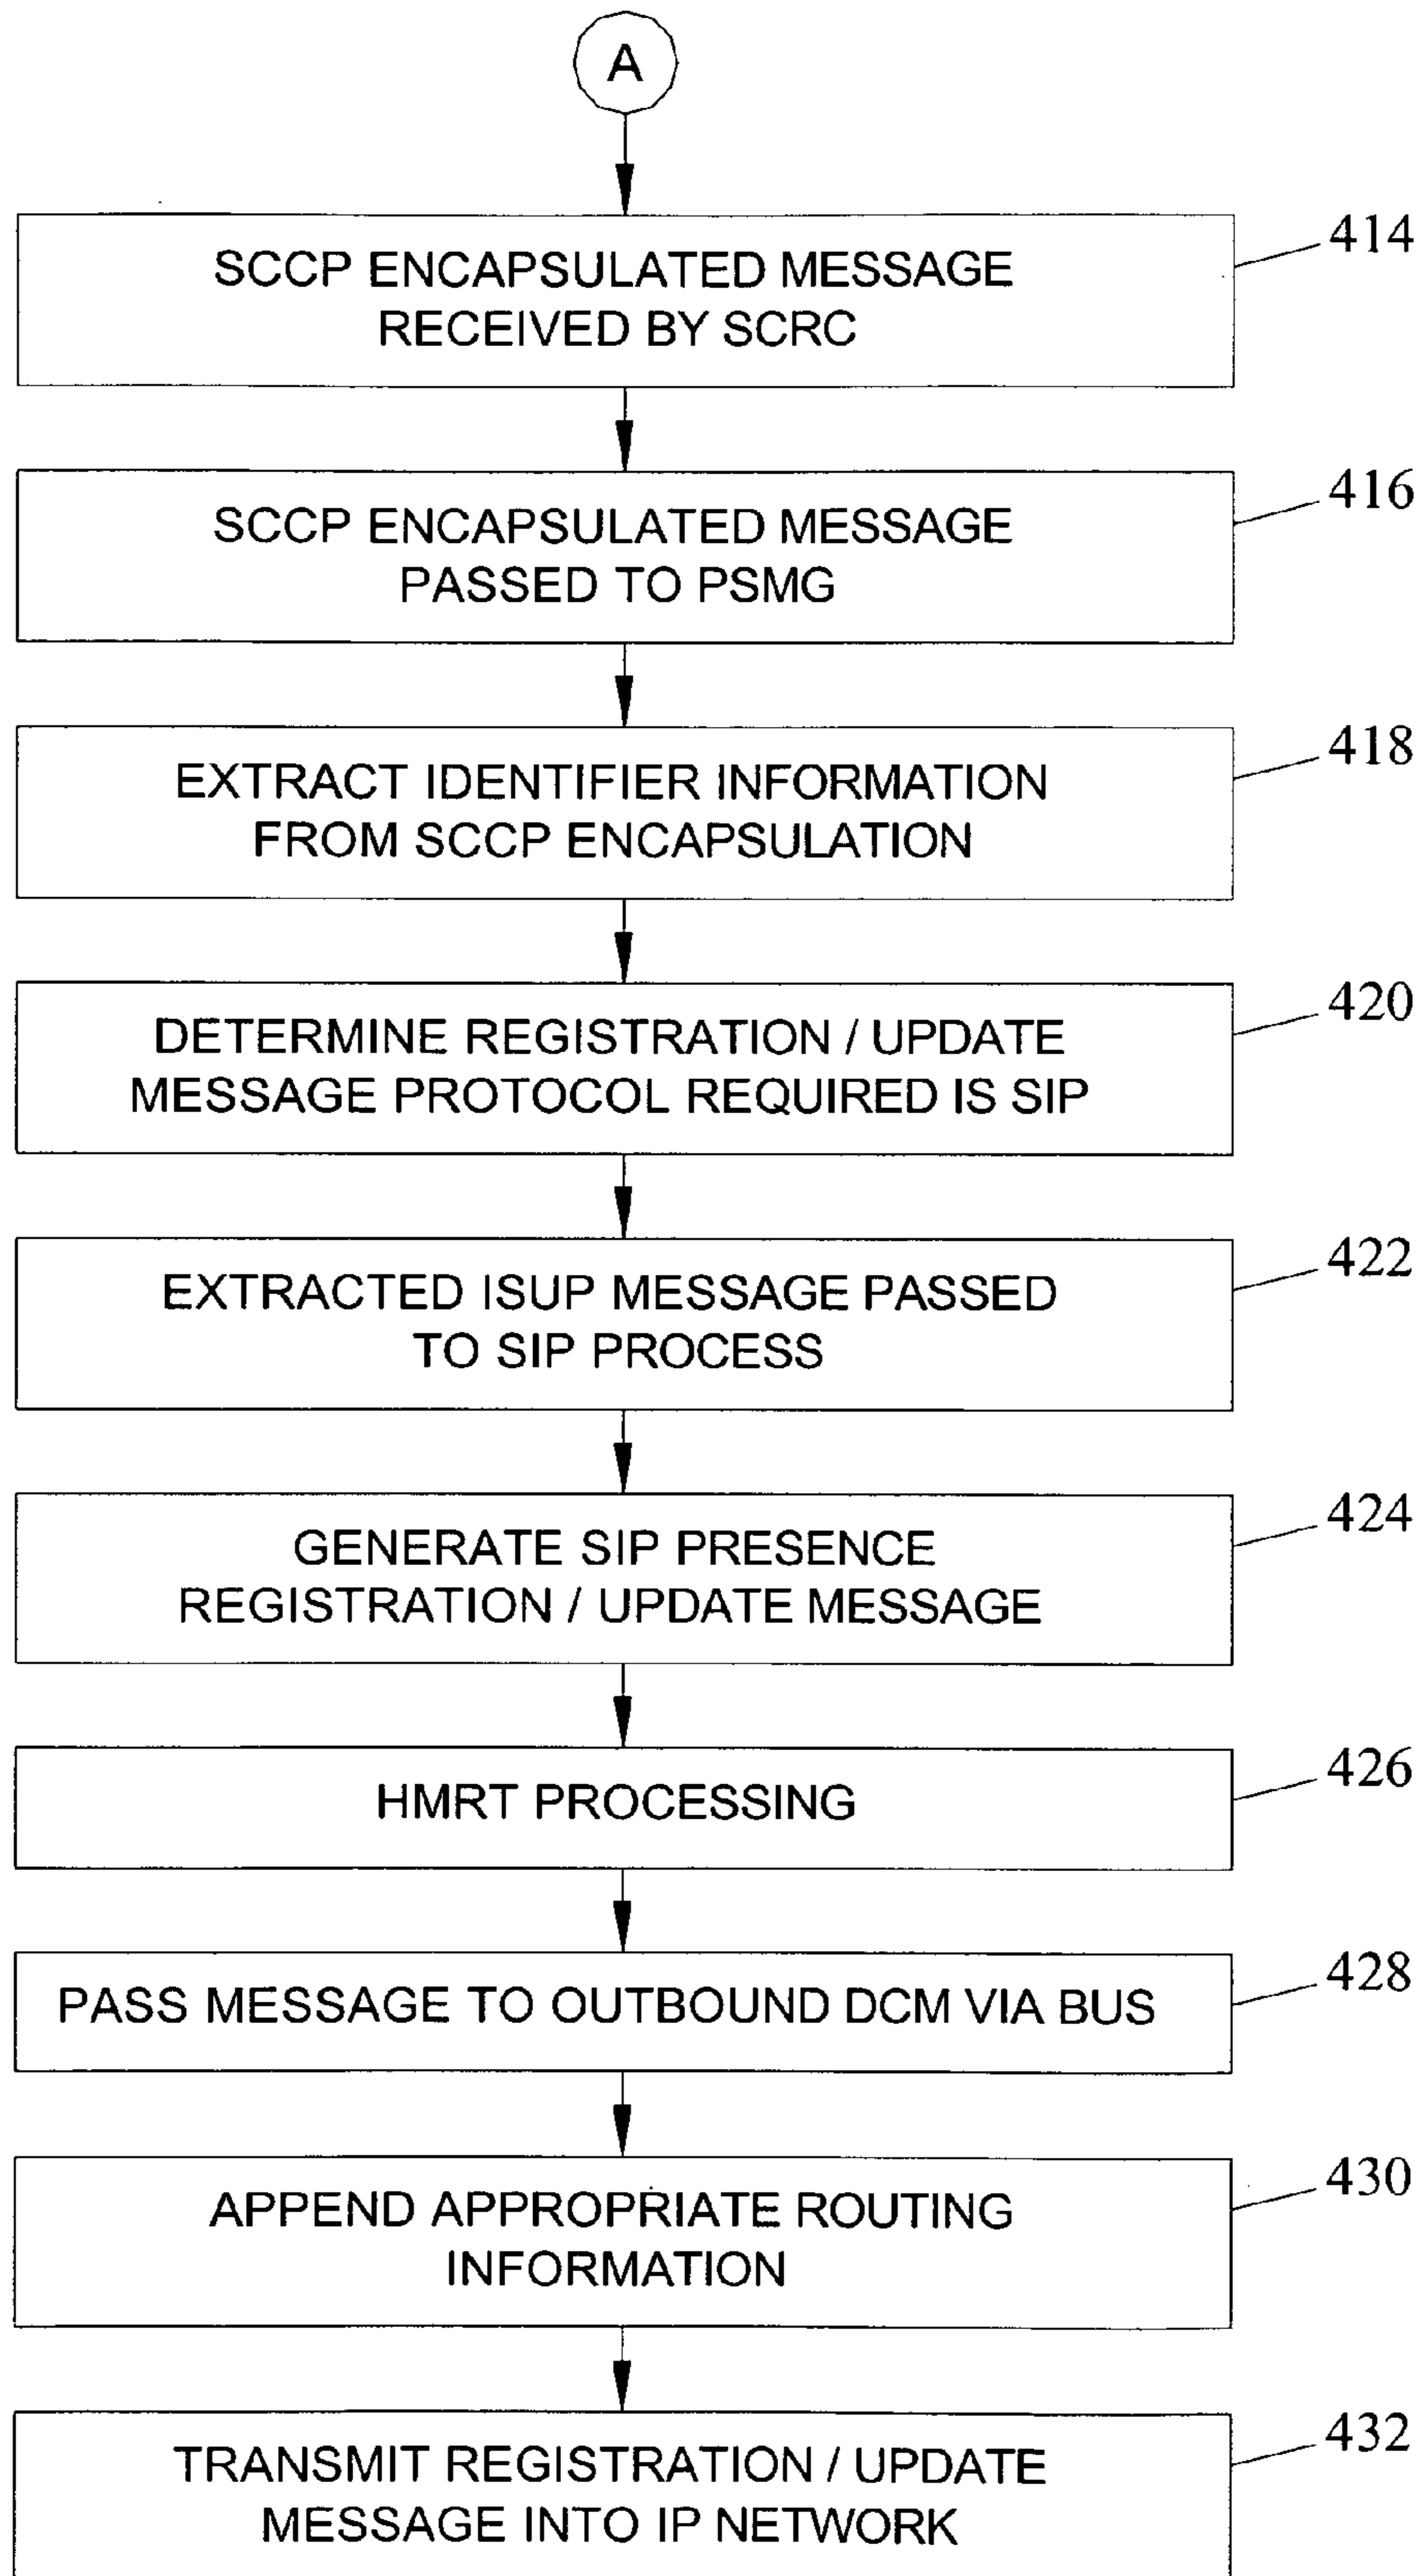 A
SCCP ENCAPSULATED MESSAGE
RECEIVED BY SCRC
414
SCCP ENCAPSULATED MESSAGE
PASSED TO PSMG
416
EXTRACT IDENTIFIER INFORMATION
FROM SCCP ENCAPSULATION
418
DETERMINE REGISTRATION / UPDATE
MESSAGE PROTOCOL REQUIRED IS SIP
420
EXTRACTED ISUP MESSAGE PASSED
TO SIP PROCESS
422
GENERATE SIP PRESENCE
REGISTRATION / UPDATE MESSAGE
424
HMRT PROCESSING
426
PASS MESSAGE TO OUTBOUND DCM VIA BUS
428
APPEND APPROPRIATE ROUTING
INFORMATION
430
TRANSMIT REGISTRATION / UPDATE
MESSAGE INTO IP NETWORK
432